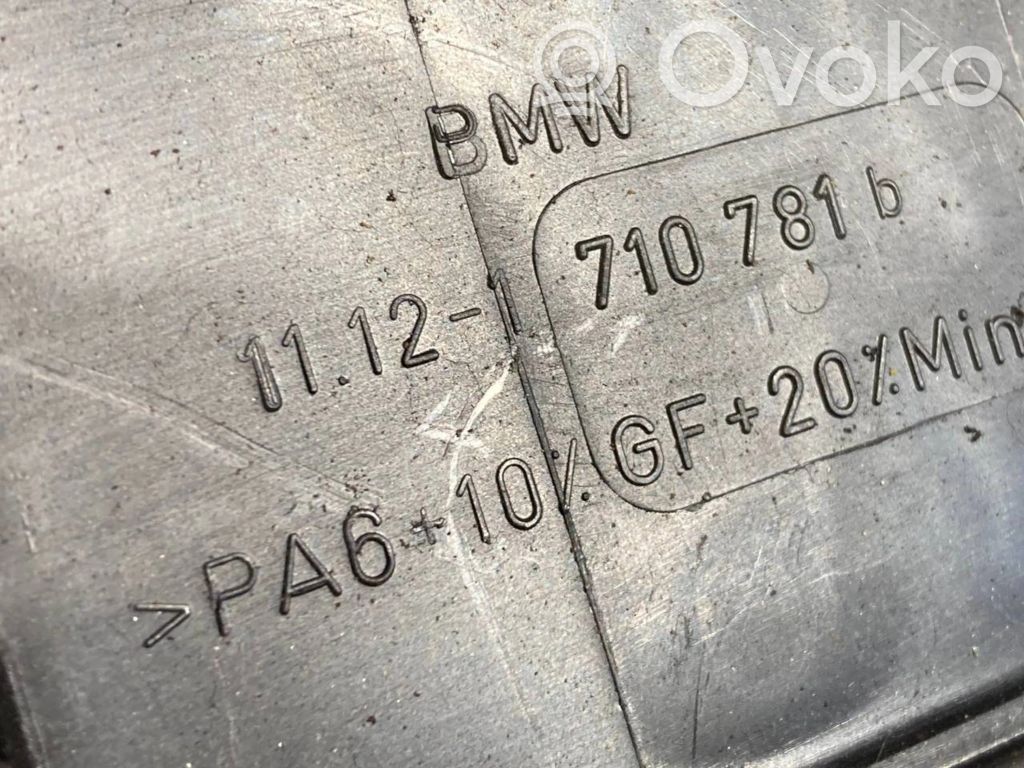 Ovoko
BMW
11.12-1 710 781 b
>PA6+10% GF+20%Min